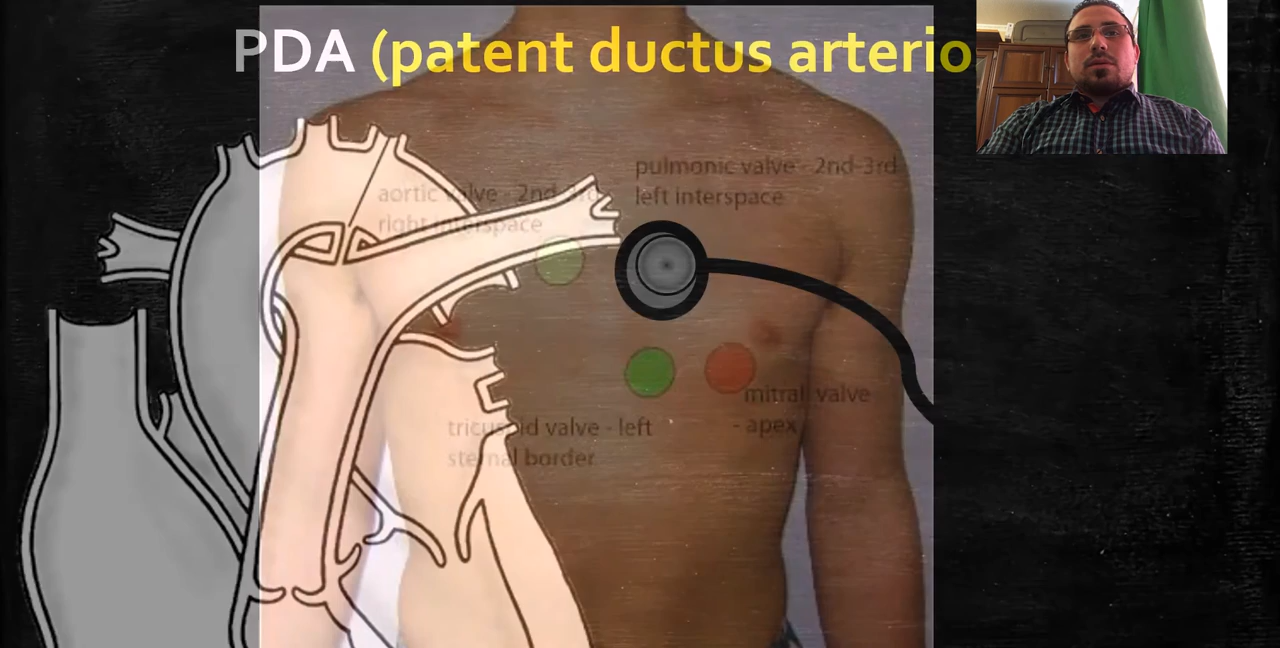 PDA (patent ductus arterio
pulmonic valve - 2nd-3rd
left interspace
aortic valve - 2nd-3rd
right interspace
mitral valve
- apex
tricuspid valve - left
sternal border